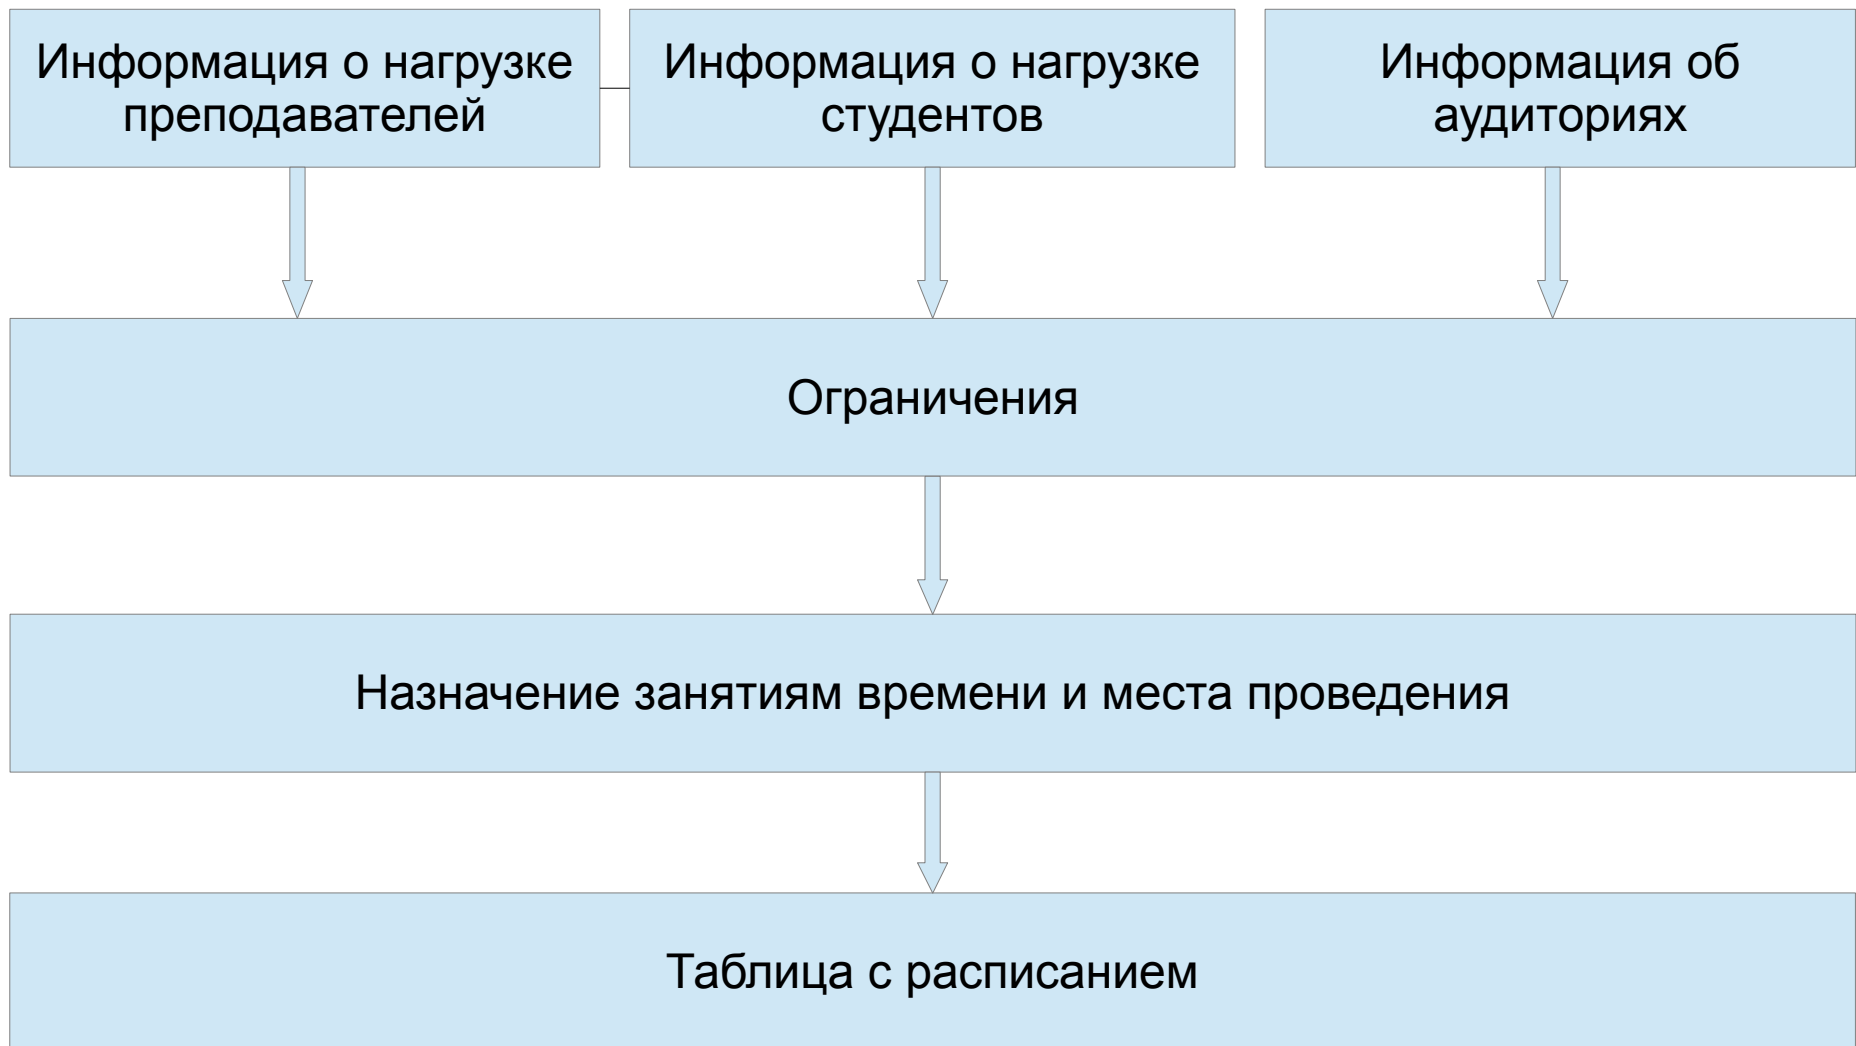 Информация о нагрузке
преподавателей
Информация о нагрузке
студентов
Информация об
аудиториях
Ограничения
Назначение занятиям времени и места проведения
Таблица с расписанием